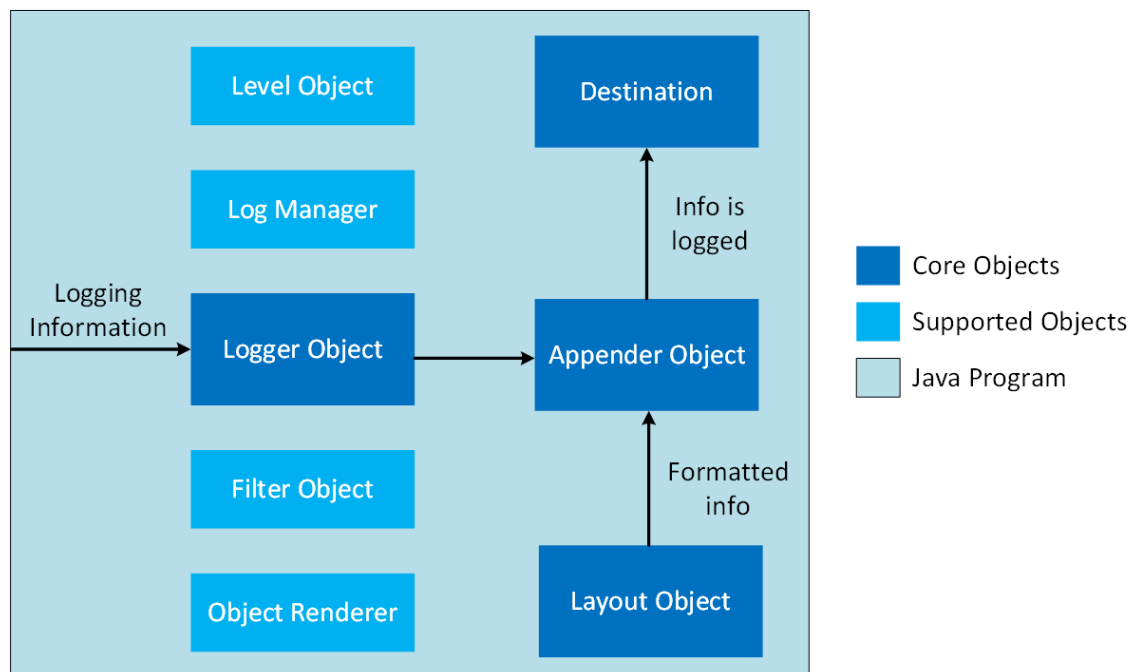 Level Object
Destination
Log Manager
Info is
logged
Logging
Information
Logger Object
Appender Object
Core Objects
Supported Objects
Java Program
Filter Object
Formatted
info
Object Renderer
Layout Object